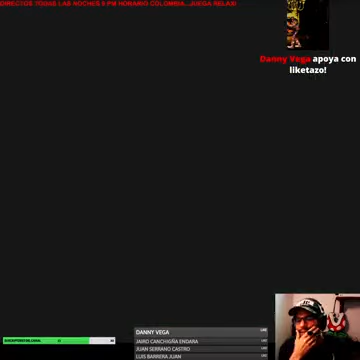 DIRECTOS TODAS LAS NOCHES 9 PM HORARIO COLOMBIA...JUEGA RELAX!
Danny Vega apoya con
liketazo!
DANNY VEGA
JAIRO CANCHIGÑA ENDARA
JUAN SERRANO CASTRO
LUIS BARRERA JUAN